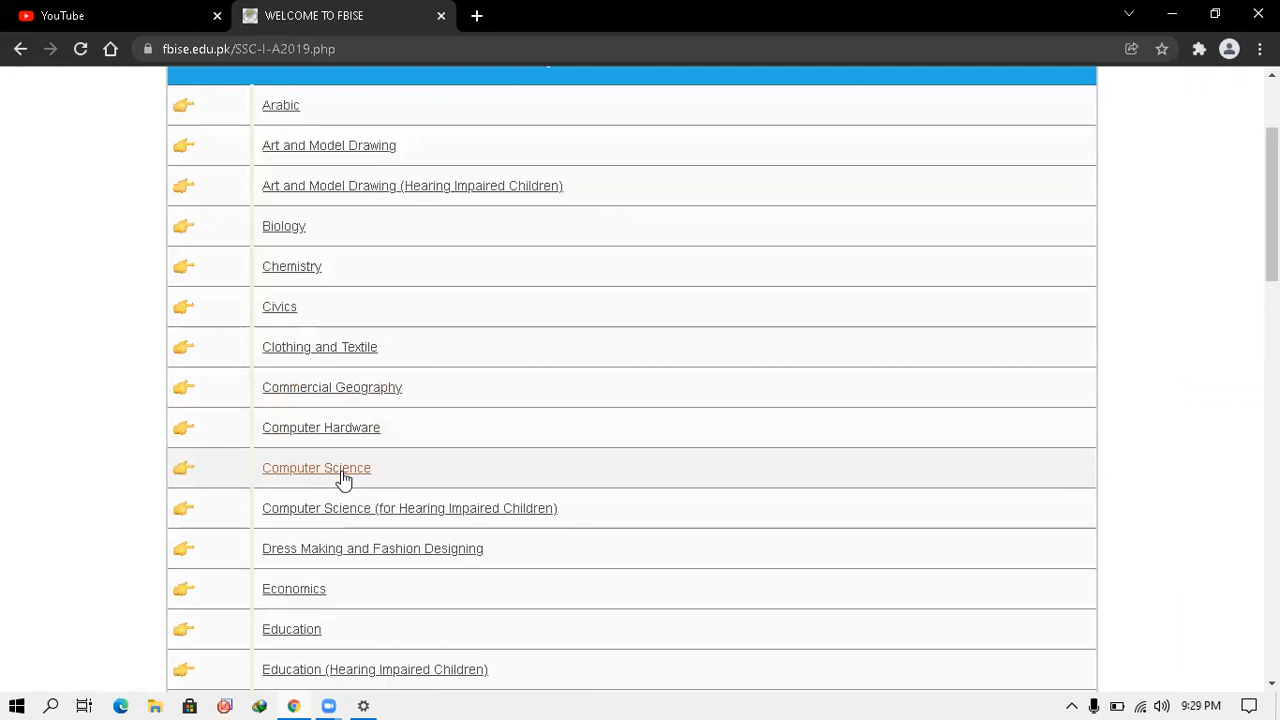 YouTube
WELCOME TO FBISE
fbise.edu.pk/SSC-I-A2019.php
Arabic
Art and Model Drawing
Art and Model Drawing (Hearing Impaired Children)
Biology
Chemistry
Civics
Clothing and Textile
Commercial Geography
Computer Hardware
Computer Science
Computer Science (for Hearing Impaired Children)
Dress Making and Fashion Designing
Economics
Education
Education (Hearing Impaired Children)
9:29 PM